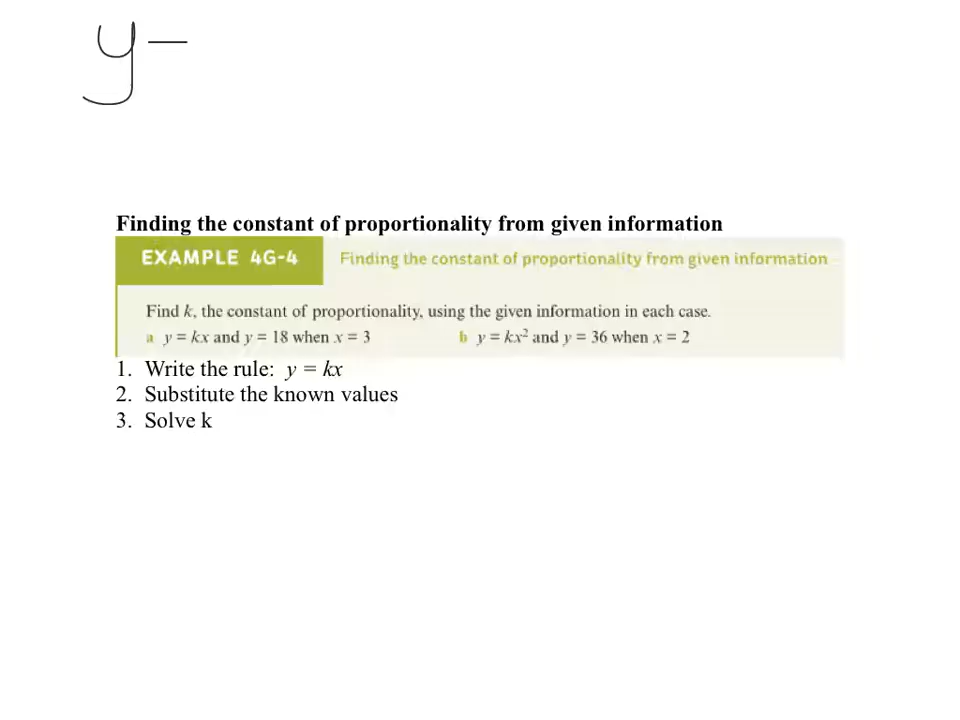 y –
Finding the constant of proportionality from given information
EXAMPLE 4G-4 Finding the constant of proportionality from given information
Find k, the constant of proportionality, using the given information in each case.
a y = kx and y = 18 when x = 3 b y = kx² and y = 36 when x = 2
1. Write the rule: y = kx
2. Substitute the known values
3. Solve k